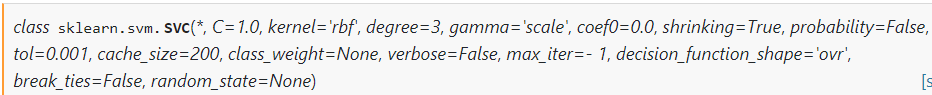 class sklearn.svm.SVC(*, C=1.0, kernel='rbf', degree=3, gamma='scale', coef0=0.0, shrinking=True, probability=False,
tol=0.001, cache_size=200, class_weight=None, verbose=False, max_iter=- 1, decision_function_shape='ovr',
break_ties=False, random_state=None) [s